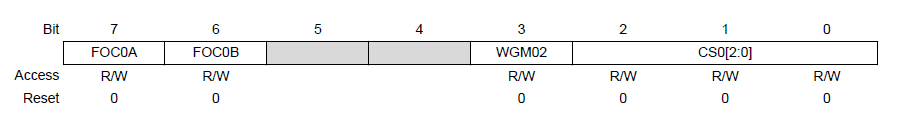 Bit 7 6 5 4 3 2 1 0
FOC0A FOC0B WGM02 CS0[2:0]
Access R/W R/W R/W R/W R/W R/W
Reset 0 0 0 0 0 0